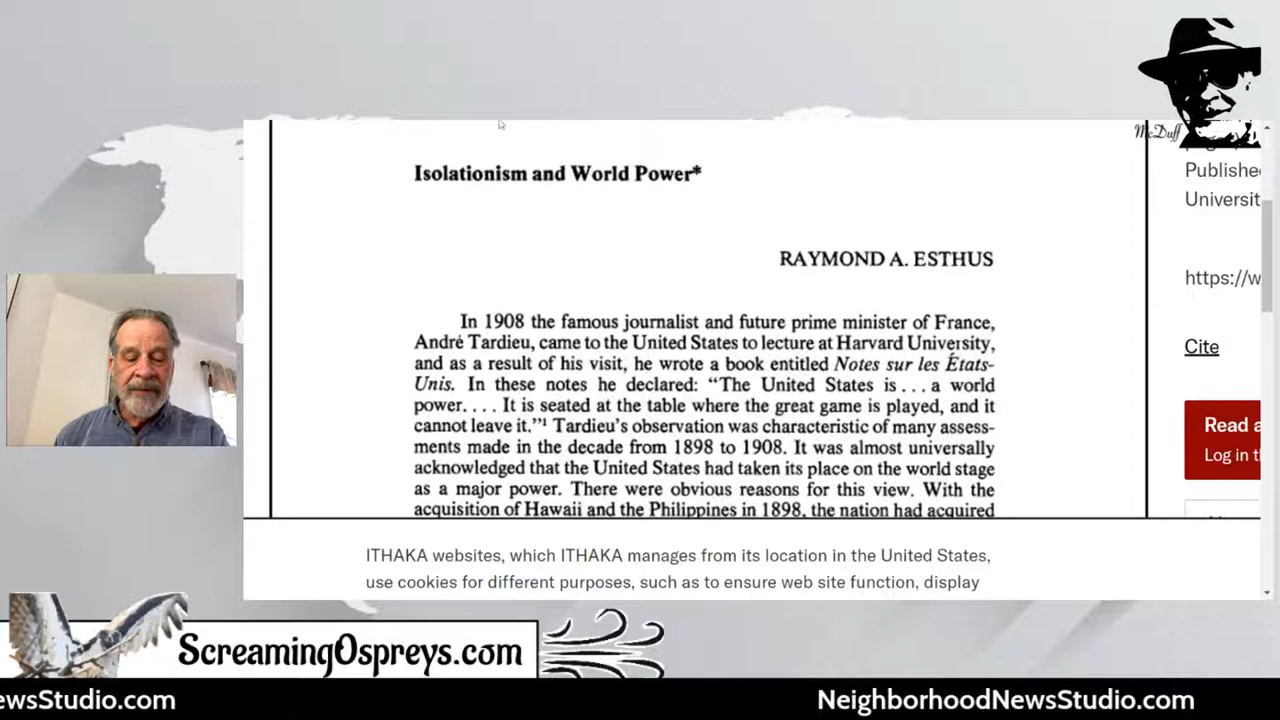 McDuff
Isolationism and World Power*
RAYMOND A. ESTHUS
In 1908 the famous journalist and future prime minister of France,
André Tardieu, came to the United States to lecture at Harvard University,
and as a result of his visit, he wrote a book entitled Notes sur les États-
Unis. In these notes he declared: “The United States is . . . a world
power. . . . It is seated at the table where the great game is played, and it
cannot leave it.”¹ Tardieu’s observation was characteristic of many assess-
ments made in the decade from 1898 to 1908. It was almost universally
acknowledged that the United States had taken its place on the world stage
as a major power. There were obvious reasons for this view. With the
acquisition of Hawaii and the Philippines in 1898, the nation had acquired
Publishe
Universit
https://w
Cite
Read a
Log in t
ITHAKA websites, which ITHAKA manages from its location in the United States,
use cookies for different purposes, such as to ensure web site function, display
ScreamingOspreys.com
ewsStudio.com
NeighborhoodNewsStudio.com